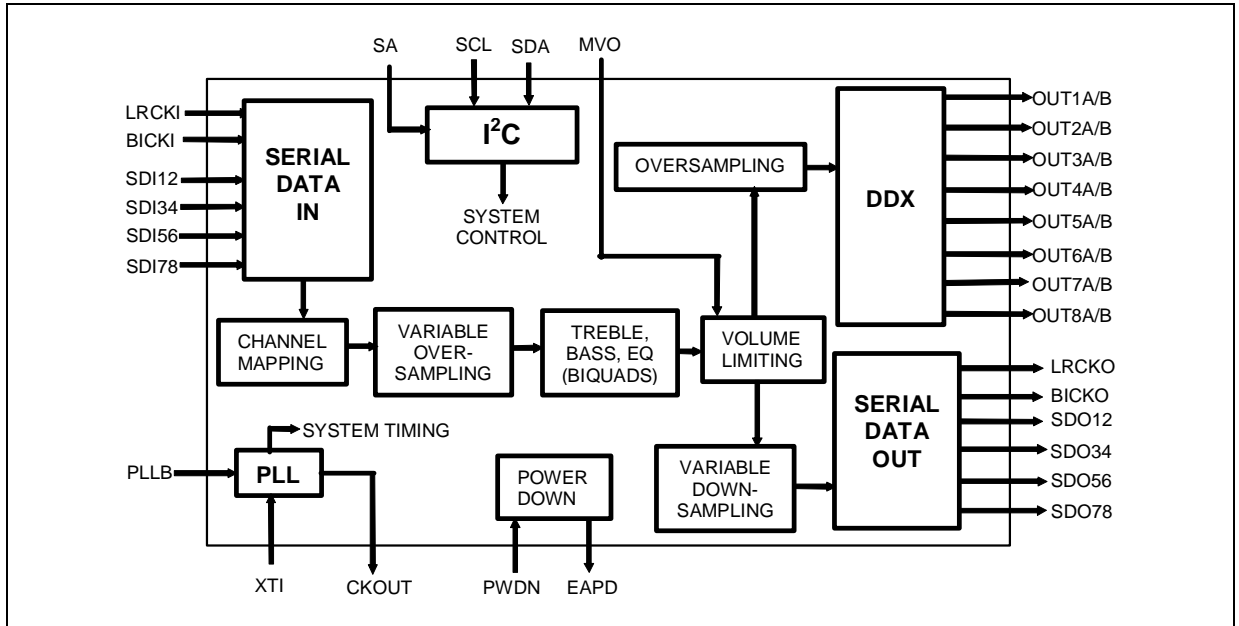 SA
SCL
SDA
MVO
LRCKI
BICKI
SDI12
SDI34
SDI56
SDI78
SERIAL
DATA
IN
I²C
SYSTEM
CONTROL
OVERSAMPLING
DDX
OUT1A/B
OUT2A/B
OUT3A/B
OUT4A/B
OUT5A/B
OUT6A/B
OUT7A/B
OUT8A/B
CHANNEL
MAPPING
VARIABLE
OVER-
SAMPLING
TREBLE,
BASS, EQ
(BIQUADS)
VOLUME
LIMITING
SERIAL
DATA
OUT
LRCKO
BICKO
SDO12
SDO34
SDO56
SDO78
SYSTEM TIMING
PLLB
PLL
POWER
DOWN
VARIABLE
DOWN-
SAMPLING
XTI
CKOUT
PWDN
EAPD